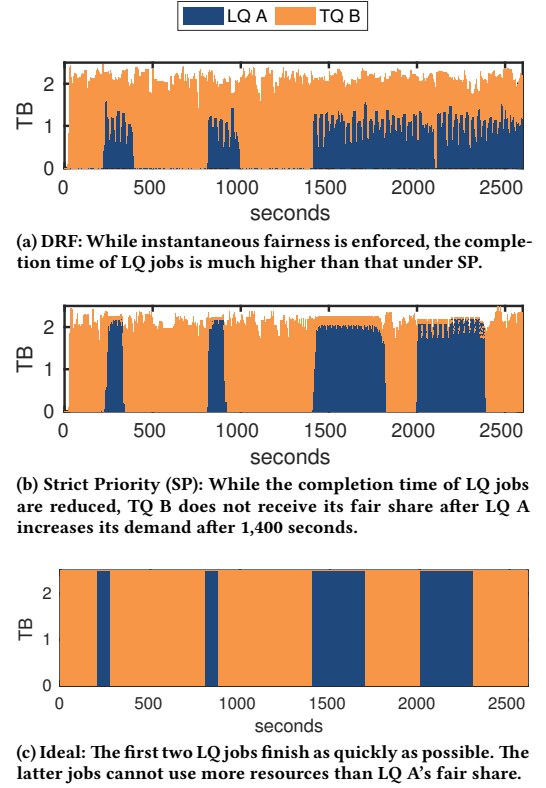 LQ A TQ B
2
1
0
TB
0 500 1000 1500 2000 2500
seconds
(a) DRF: While instantaneous fairness is enforced, the comple-
tion time of LQ jobs is much higher than that under SP.
2
1
0
TB
0 500 1000 1500 2000 2500
seconds
(b) Strict Priority (SP): While the completion time of LQ jobs
are reduced, TQ B does not receive its fair share after LQ A
increases its demand after 1,400 seconds.
2
1
0
TB
0 500 1000 1500 2000 2500
seconds
(c) Ideal: The first two LQ jobs finish as quickly as possible. The
latter jobs cannot use more resources than LQ A's fair share.